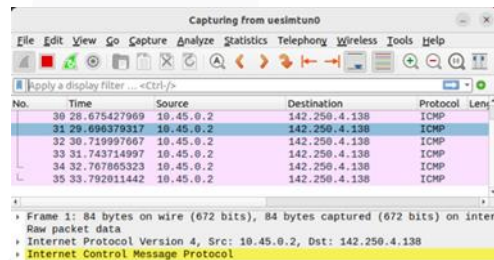 Capturing from uesimtun0
File Edit View Go Capture Analyze Statistics Telephony Wireless Tools Help
Apply a display filter ... <Ctrl-/>
No. Time Source Destination Protocol Leng
30 28.675427969 10.45.0.2 142.250.4.138 ICMP
31 29.696379317 10.45.0.2 142.250.4.138 ICMP
32 30.719997667 10.45.0.2 142.250.4.138 ICMP
33 31.743714997 10.45.0.2 142.250.4.138 ICMP
34 32.767865323 10.45.0.2 142.250.4.138 ICMP
35 33.792011442 10.45.0.2 142.250.4.138 ICMP
Frame 1: 84 bytes on wire (672 bits), 84 bytes captured (672 bits) on inter
Raw packet data
Internet Protocol Version 4, Src: 10.45.0.2, Dst: 142.250.4.138
Internet Control Message Protocol